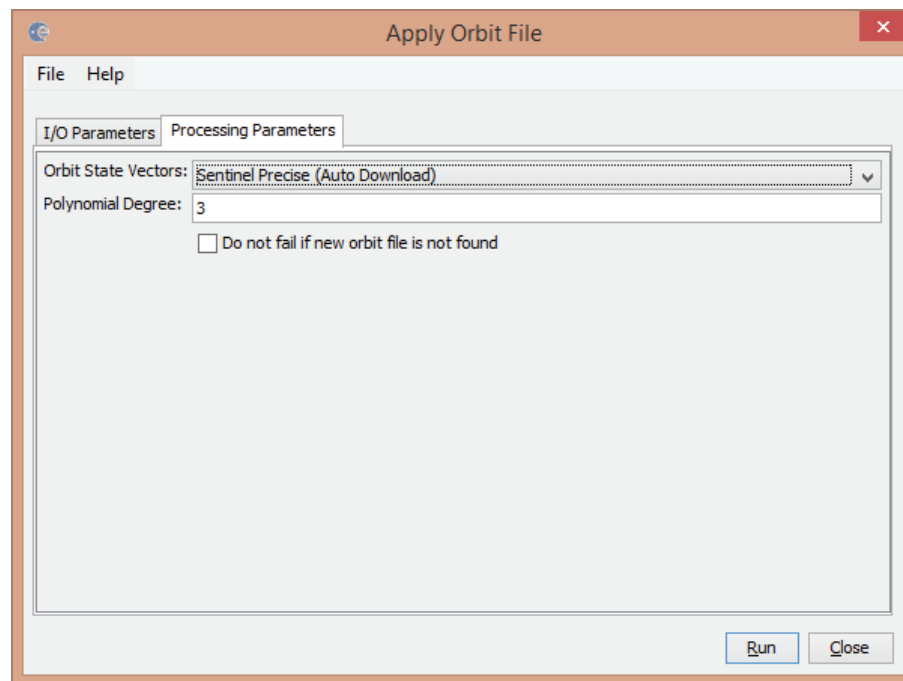 Apply Orbit File
File Help
I/O Parameters Processing Parameters
Orbit State Vectors: Sentinel Precise (Auto Download)
Polynomial Degree: 3
Do not fail if new orbit file is not found
Run Close